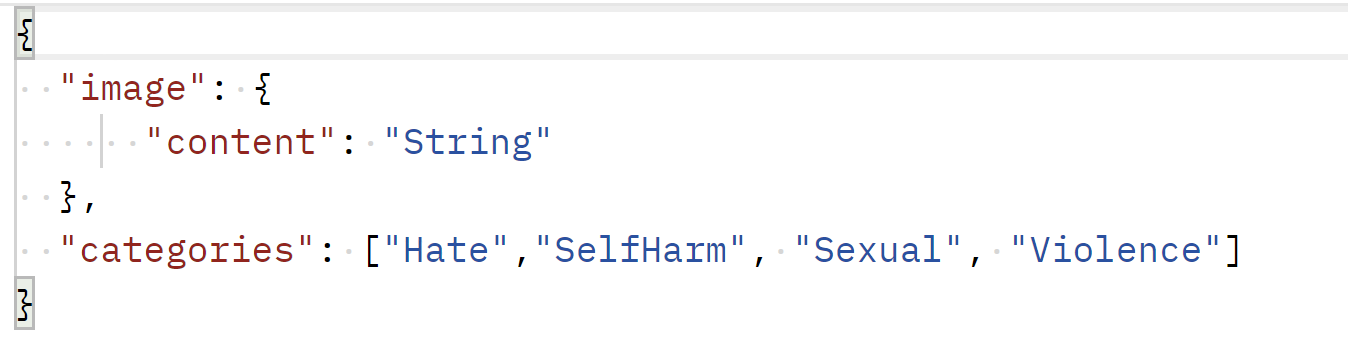 {
  "image": {
      "content": "String"
  },
  "categories": ["Hate","SelfHarm", "Sexual", "Violence"]
}